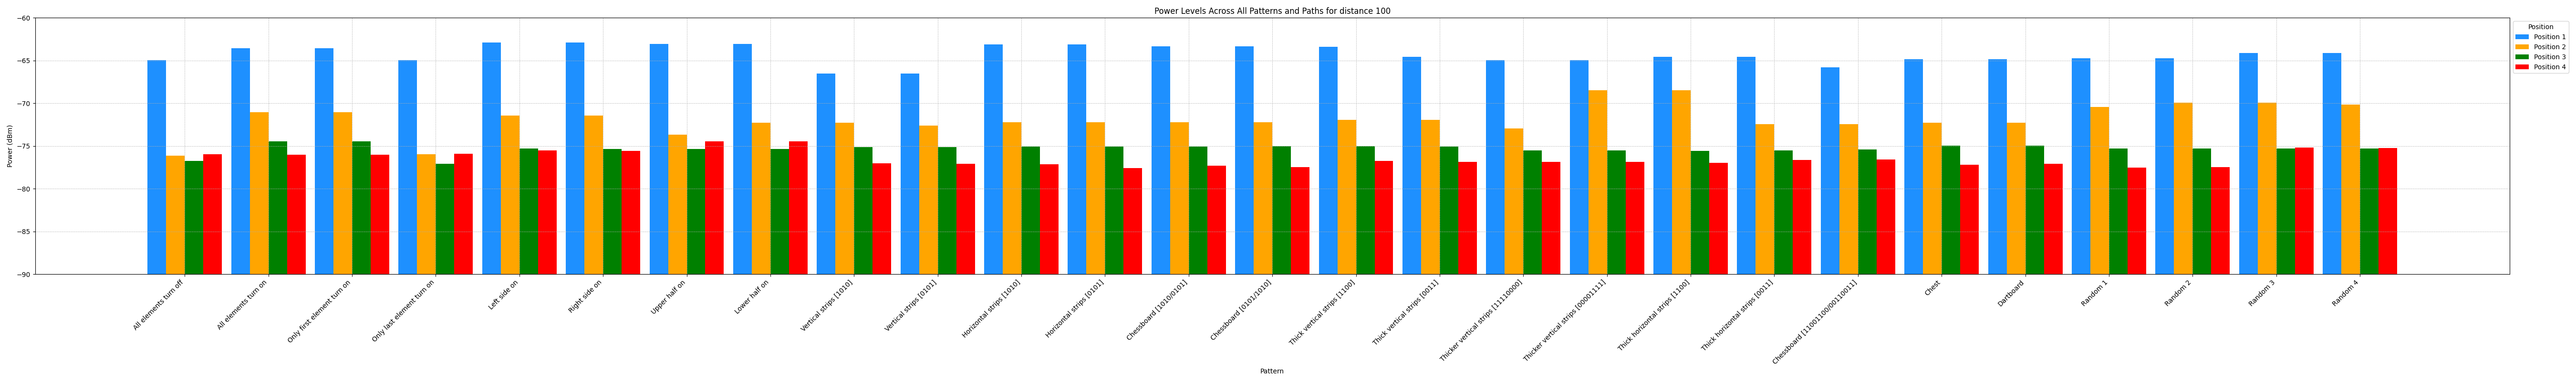 Power Levels Across All Patterns and Paths for distance 100
Position
Position 1
Position 2
Position 3
Position 4
Power (dBm)
−60
−65
−70
−75
−80
−85
−90
All elements turn off
All elements turn on
Only first element turn on
Only last element turn on
Left side on
Right side on
Upper half on
Lower half on
Vertical strips [1010]
Vertical strips [0101]
Horizontal strips [1010]
Horizontal strips [0101]
Chessboard [1010/0101]
Chessboard [0101/1010]
Thick vertical strips [1100]
Thick vertical strips [0011]
Thicker vertical strips [11110000]
Thicker vertical strips [00001111]
Thick horizontal strips [1100]
Thick horizontal strips [0011]
Chessboard [11001100/00110011]
Chest
Dartboard
Random 1
Random 2
Random 3
Random 4
Pattern